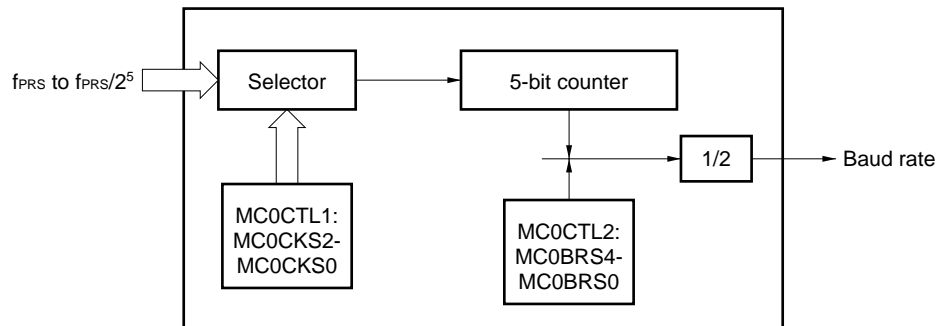 fPRS to fPRS/2⁵
Selector
5-bit counter
1/2
Baud rate
MC0CTL1:
MC0CKS2-
MC0CKS0
MC0CTL2:
MC0BRS4-
MC0BRS0